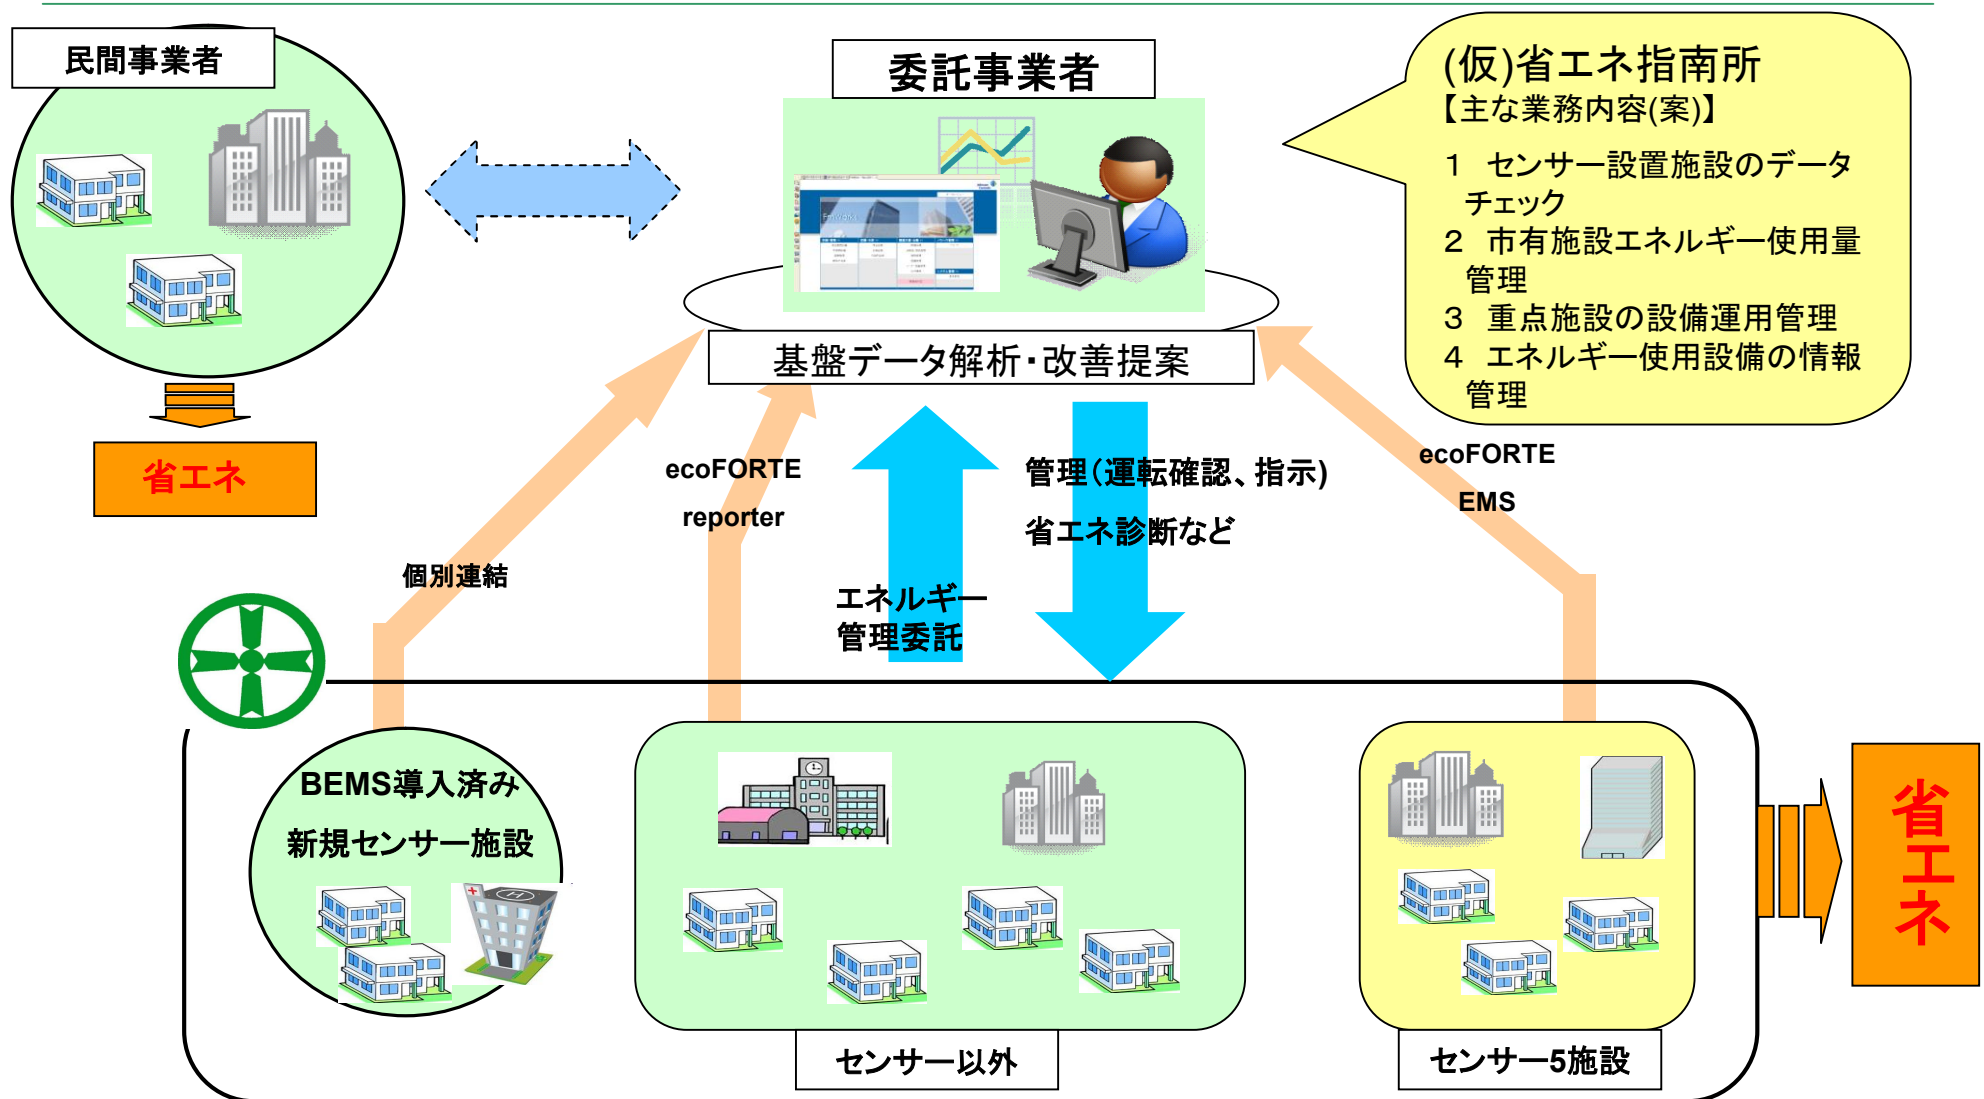 民間事業者
委託事業者
(仮)省エネ指南所
【主な業務内容(案)】
1 センサー設置施設のデータ
チェック
2 市有施設エネルギー使用量
管理
3 重点施設の設備運用管理
4 エネルギー使用設備の情報
管理
基盤データ解析・改善提案
省エネ
ecoFORTE
reporter
管理(運転確認、指示)
省エネ診断など
ecoFORTE
EMS
個別連結
エネルギー
管理委託
BEMS導入済み
新規センサー施設
省エネ
センサー以外
センサー5施設